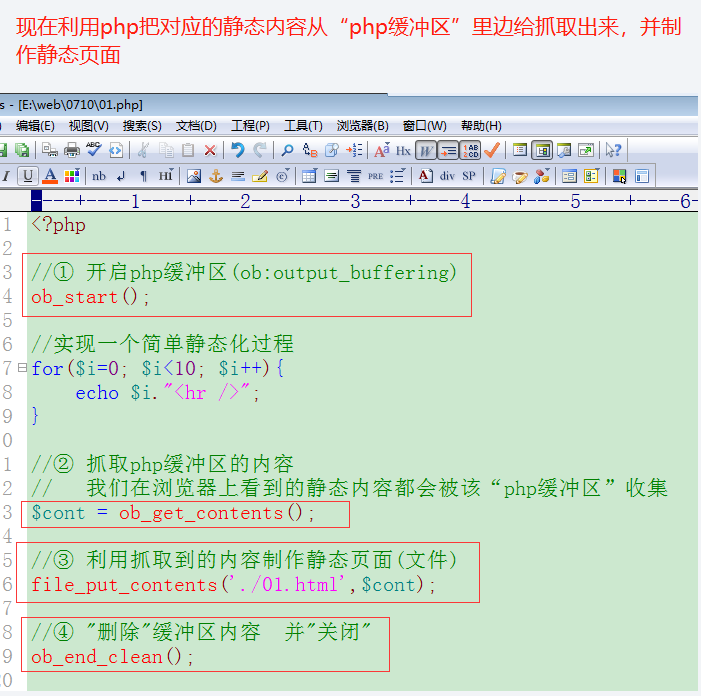 现在利用php把对应的静态内容从“php缓冲区”里边给抓取出来，并制
作静态页面
s - [E:\web\0710\01.php]
) 编辑(E) 视图(V) 搜索(S) 文档(D) 工程(P) 工具(T) 浏览器(B) 窗口(W) 帮助(H)
Hx W
I U A nb ¶ HI PRE A div SP
----+----1----+----2----+----3----+----4----+----5----+----6-
1 <?php
2
3 //① 开启php缓冲区(ob:output_buffering)
4 ob_start();
5
6 //实现一个简单静态化过程
7 for($i=0; $i<10; $i++){
8 echo $i."<hr />";
9 }
0
1 //② 抓取php缓冲区的内容
2 // 我们在浏览器上看到的静态内容都会被该“php缓冲区”收集
3 $cont = ob_get_contents();
4
5 //③ 利用抓取到的内容制作静态页面(文件)
6 file_put_contents('./01.html',$cont);
7
8 //④ "删除"缓冲区内容 并"关闭"
9 ob_end_clean();
20